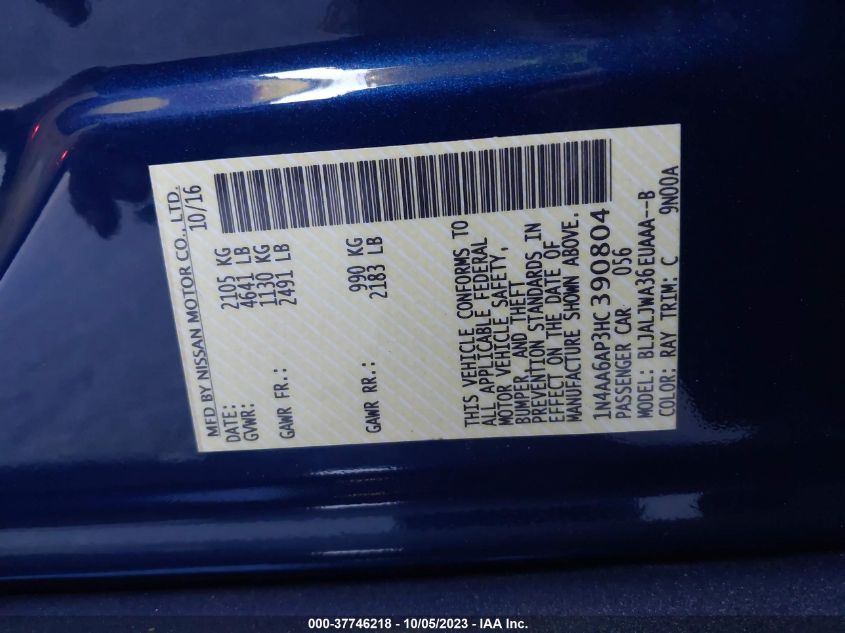 MFD BY NISSAN MOTOR CO., LTD.
DATE: 10/16
GVWR: 2105 KG
4641 LB
GAWR FR.: 1130 KG
2491 LB
GAWR RR.: 990 KG
2183 LB
THIS VEHICLE CONFORMS TO
ALL APPLICABLE FEDERAL
MOTOR VEHICLE SAFETY,
BUMPER, AND THEFT
PREVENTION STANDARDS IN
EFFECT ON THE DATE OF
MANUFACTURE SHOWN ABOVE.
1N4AA6AP3HC390804
PASSENGER CAR 056
MODEL: BLJALJWA36EUAAA--B
COLOR: RAY TRIM: C 9N00A
000-37746218 - 10/05/2023 - IAA Inc.